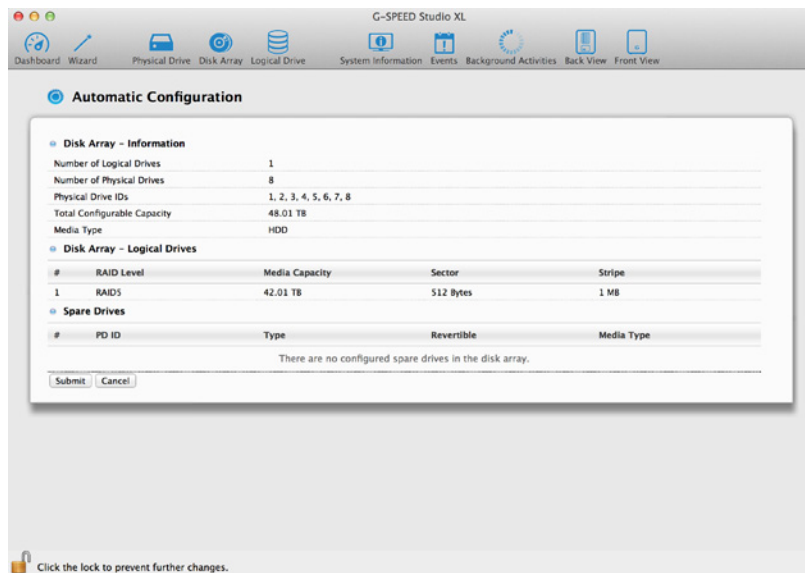 G-SPEED Studio XL
Dashboard Wizard Physical Drive Disk Array Logical Drive System Information Events Background Activities Back View Front View
Automatic Configuration
Disk Array - Information
Number of Logical Drives 1
Number of Physical Drives 8
Physical Drive IDs 1, 2, 3, 4, 5, 6, 7, 8
Total Configurable Capacity 48.01 TB
Media Type HDD
Disk Array - Logical Drives
# RAID Level Media Capacity Sector Stripe
1 RAID5 42.01 TB 512 Bytes 1 MB
Spare Drives
# PD ID Type Revertible Media Type
There are no configured spare drives in the disk array.
Submit Cancel
Click the lock to prevent further changes.